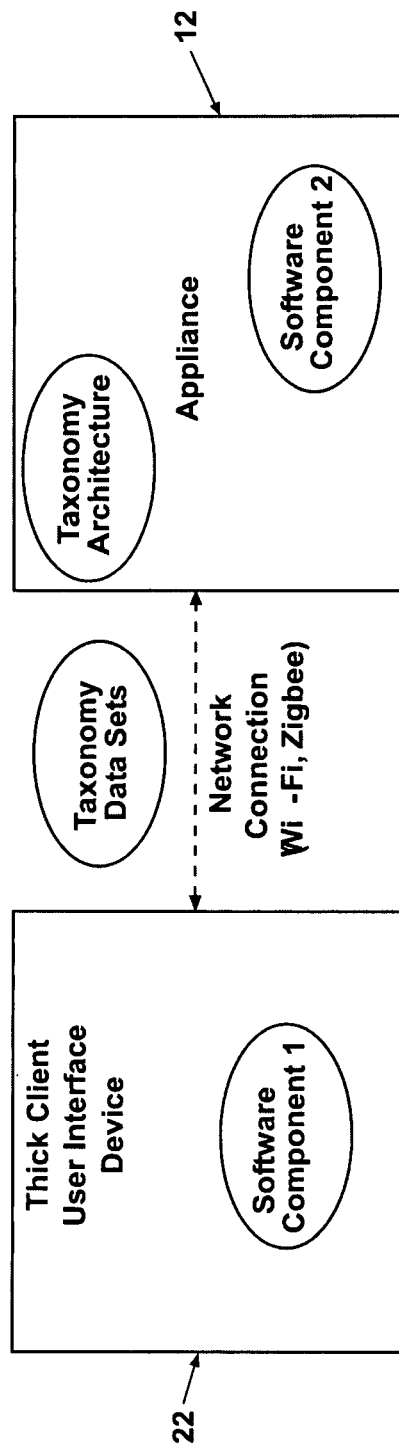 22
Thick Client
User Interface
Device
Software
Component 1
Taxonomy
Data Sets
Network
Connection
(Wi -Fi, Zigbee)
Taxonomy
Architecture
Appliance
Software
Component 2
12